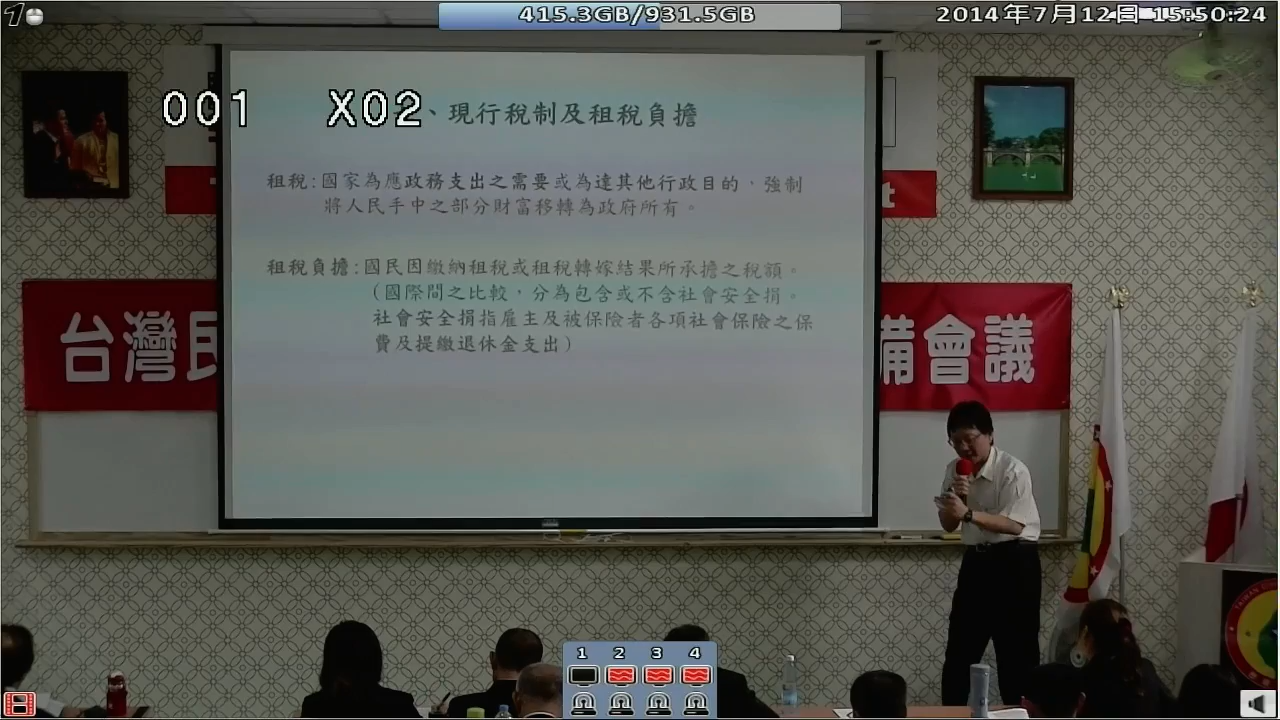 415.3GB/931.5GB
2014年7月12日 15:50:24
001 X02
、現行稅制及租稅負擔
租稅:國家為應政務支出之需要或為達其他行政目的,強制
將人民手中之部分財富移轉為政府所有。
租稅負擔:國民因繳納租稅或租稅轉嫁結果所承擔之稅額。
(國際間之比較,分為包含或不含社會安全捐。
社會安全捐指雇主及被保險者各項社會保險之保
費及提繳退休金支出)
t
台灣民
備會議
1 2 3 4